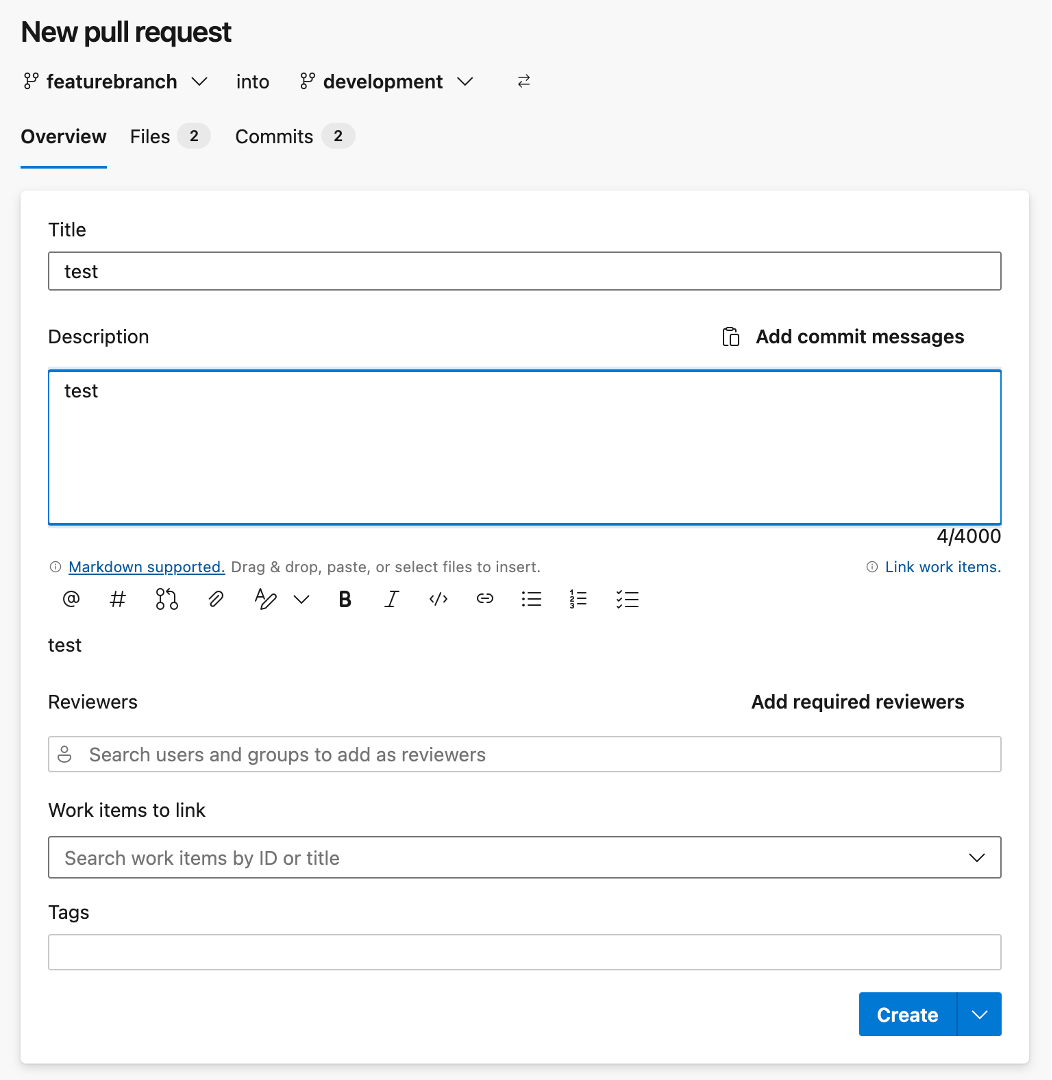 New pull request
featurebranch into development
Overview Files 2 Commits 2
Title
test
Description Add commit messages
test
4/4000
Markdown supported. Drag & drop, paste, or select files to insert. Link work items.
test
Reviewers Add required reviewers
Search users and groups to add as reviewers
Work items to link
Search work items by ID or title
Tags
Create